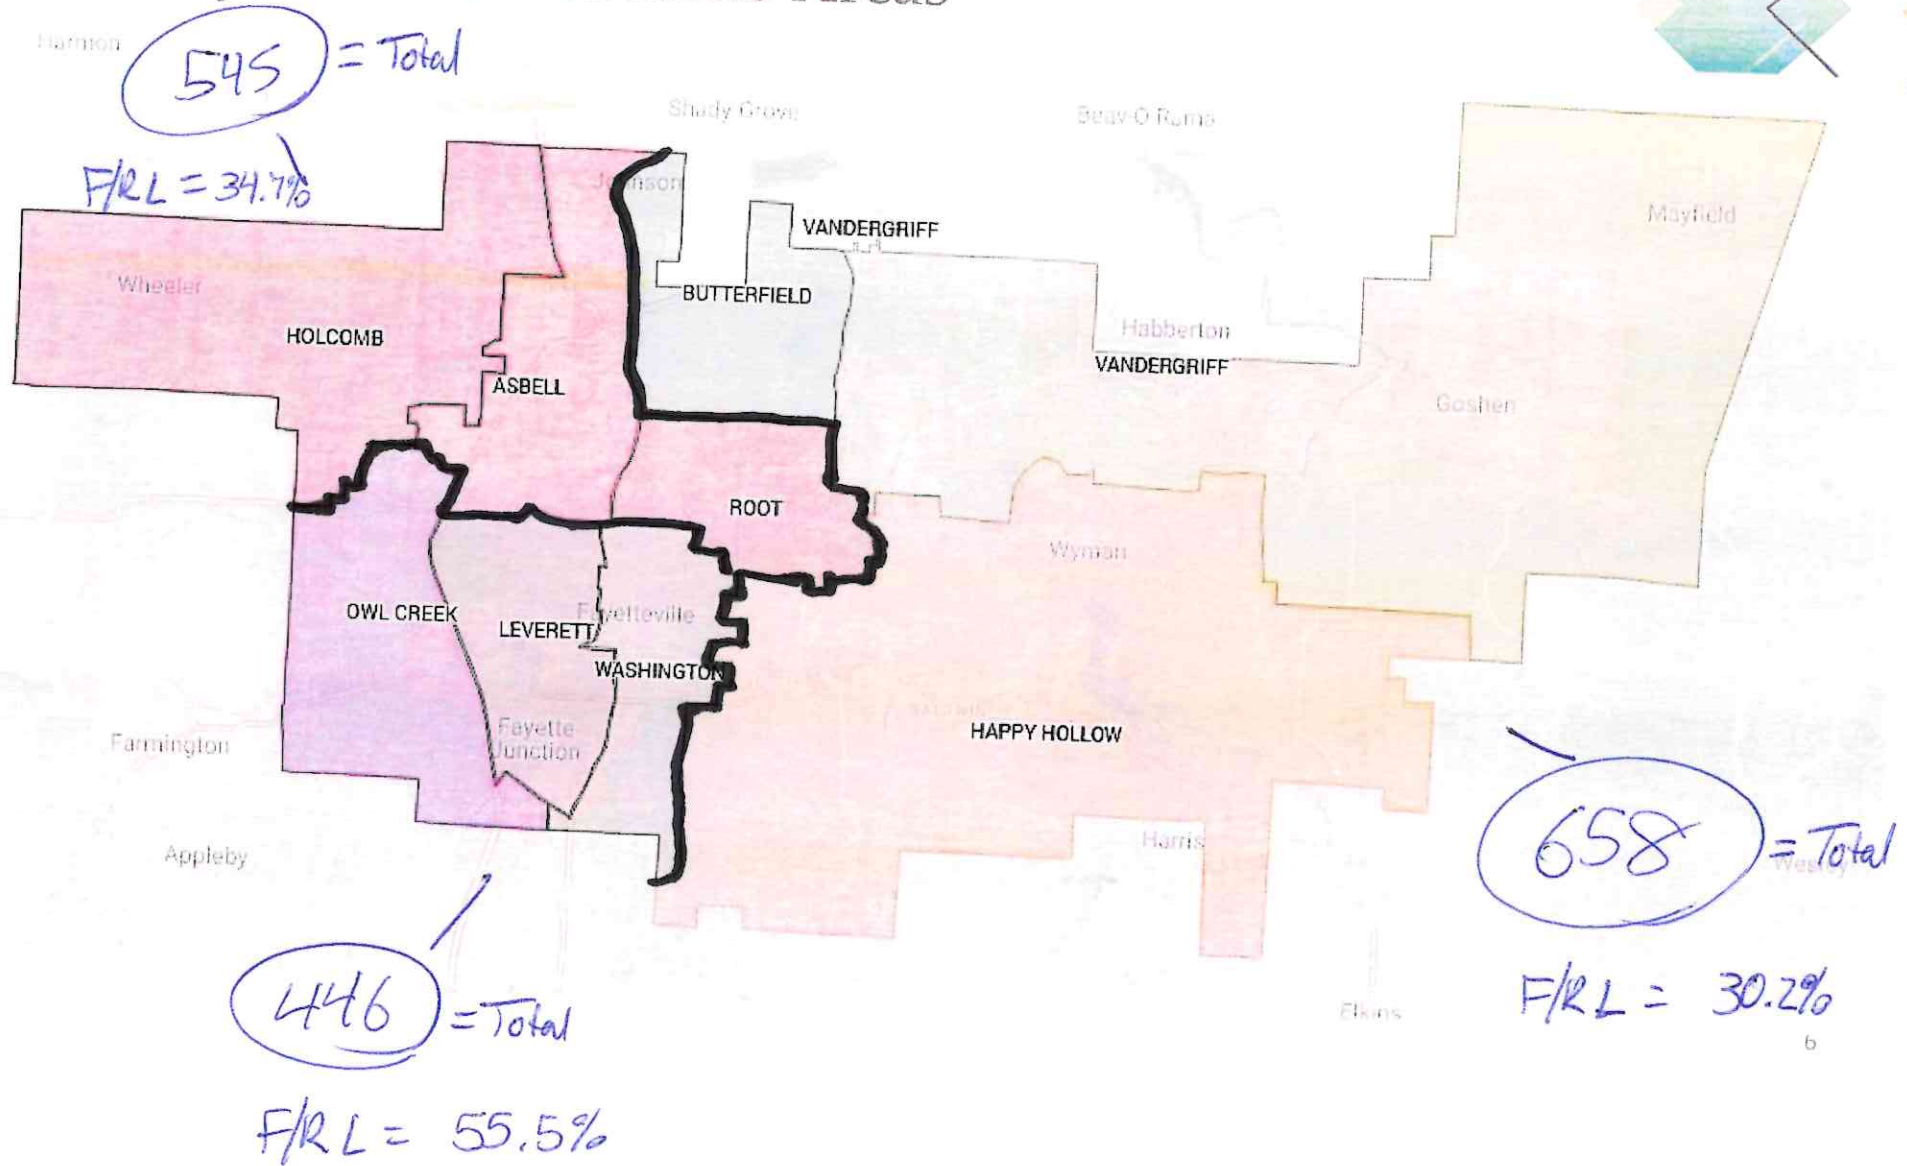 Areas
Harmon
545 = Total
F/RL = 34.7%
Shady Grove
Beav-O-Rama
Johnson
Mayfield
VANDERGRIFF
Wheeler
BUTTERFIELD
HOLCOMB
Habberton
VANDERGRIFF
ASBELL
Goshen
ROOT
Wyman
OWL CREEK
Fayetteville
LEVERETT
WASHINGTON
Fayette
Junction
BALDWIN
HAPPY HOLLOW
Farmington
Appleby
Harris
658 = Total
Wesley
446 = Total
Elkins
F/RL = 30.2%
6
F/RL = 55.5%